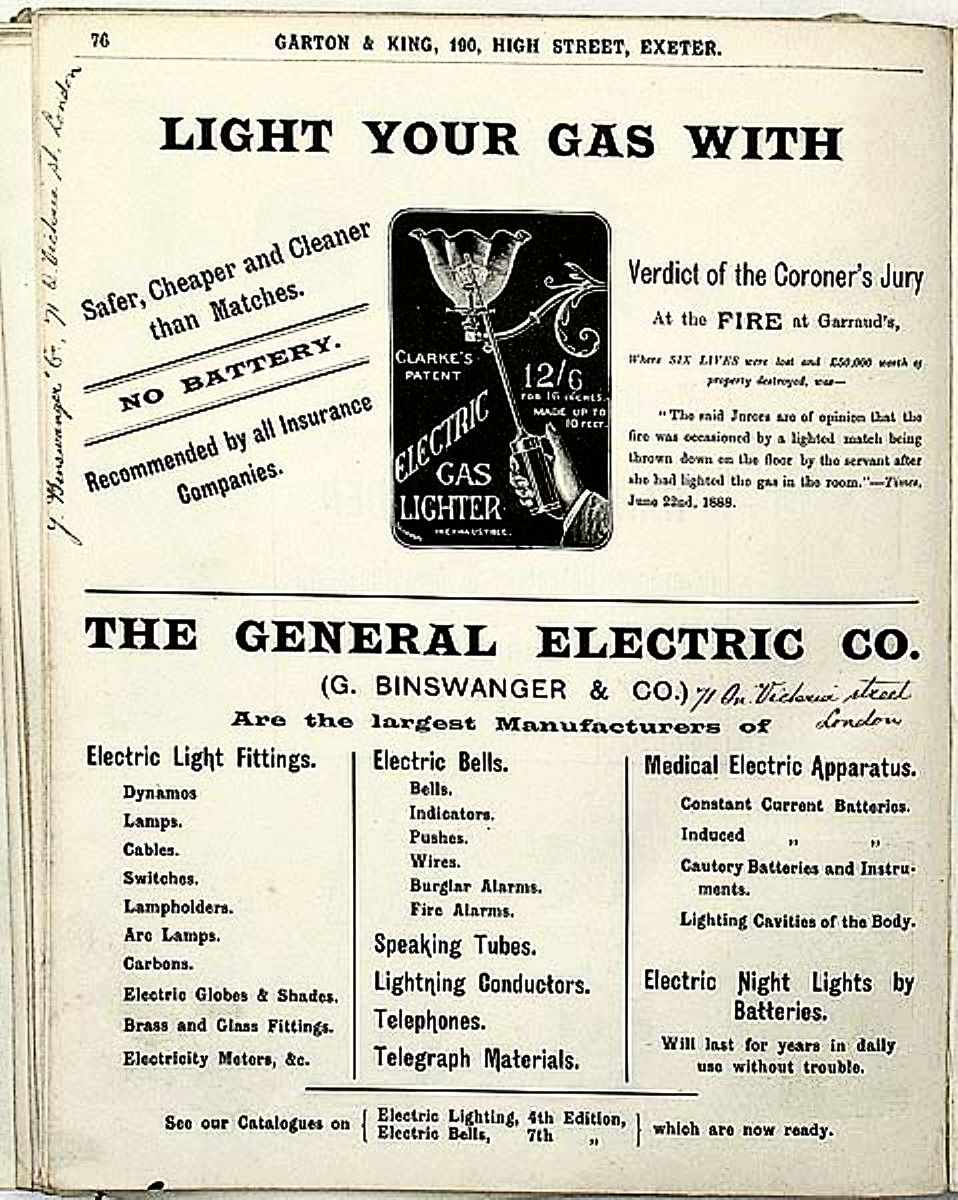 76
GARTON & KING, 190, HIGH STREET, EXETER.
G. Binswanger & Co, 71 Q. Victoria St. London
LIGHT YOUR GAS WITH
Safer, Cheaper and Cleaner
than Matches.
NO BATTERY.
Recommended by all Insurance
Companies.
CLARKE'S
PATENT
12/6
FOR 16 INCHES.
MADE UP TO
10 FEET.
ELECTRIC
GAS
LIGHTER
INEXHAUSTIBLE.
Verdict of the Coroner's Jury
At the FIRE at Garraud's,
Where SIX LIVES were lost and £50,000 worth of
property destroyed, was—
"The said Jurors are of opinion that the
fire was occasioned by a lighted match being
thrown down on the floor by the servant after
she had lighted the gas in the room."—Times,
June 22nd, 1888.
THE GENERAL ELECTRIC CO.
(G. BINSWANGER & CO.) 71 Qn. Victoria street
London
Are the largest Manufacturers of
Electric Light Fittings.
Dynamos
Lamps.
Cables.
Switches.
Lampholders.
Arc Lamps.
Carbons.
Electric Globes & Shades.
Brass and Glass Fittings.
Electricity Meters, &c.
Electric Bells.
Bells.
Indicators.
Pushes.
Wires.
Burglar Alarms.
Fire Alarms.
Speaking Tubes.
Lightning Conductors.
Telephones.
Telegraph Materials.
Medical Electric Apparatus.
Constant Current Batteries.
Induced „ „
Cautory Batteries and Instru-
ments.
Lighting Cavities of the Body.
Electric Night Lights by
Batteries.
Will last for years in daily
use without trouble.
See our Catalogues on { Electric Lighting, 4th Edition, } which are now ready.
Electric Bells, 7th „